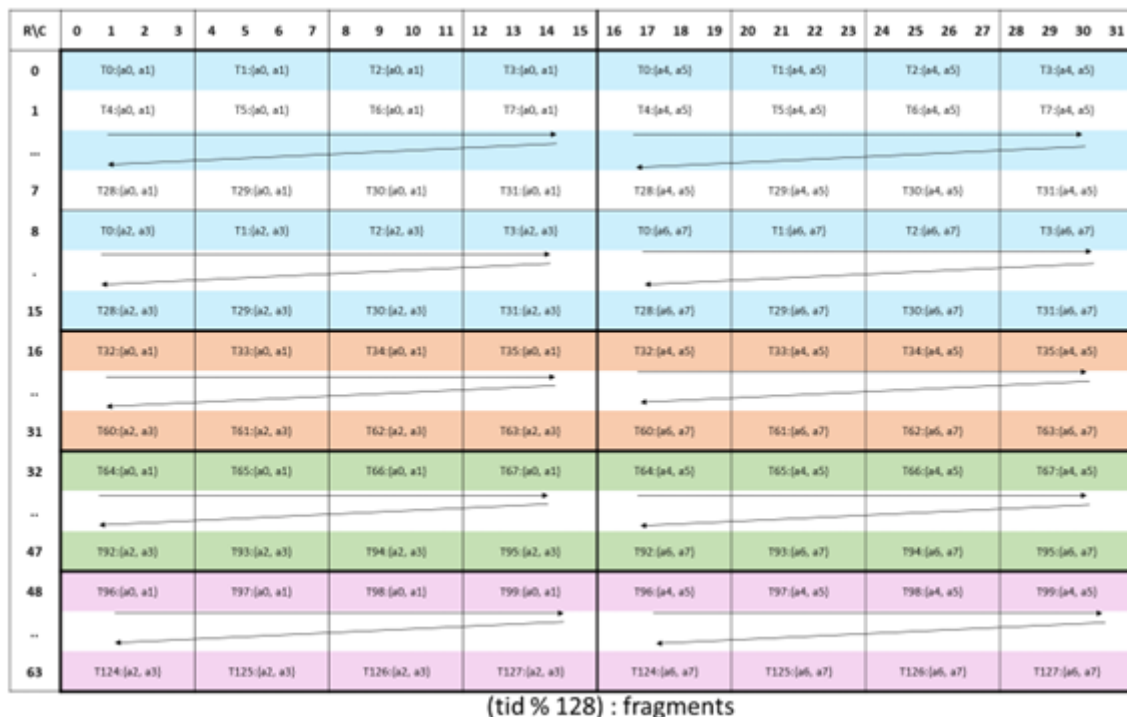 R\C 0 1 2 3 4 5 6 7 8 9 10 11 12 13 14 15 16 17 18 19 20 21 22 23 24 25 26 27 28 29 30 31
0 T0:{a0, a1} T1:{a0, a1} T2:{a0, a1} T3:{a0, a1} T0:{a4, a5} T1:{a4, a5} T2:{a4, a5} T3:{a4, a5}
1 T4:{a0, a1} T5:{a0, a1} T6:{a0, a1} T7:{a0, a1} T4:{a4, a5} T5:{a4, a5} T6:{a4, a5} T7:{a4, a5}
...
7 T28:{a0, a1} T29:{a0, a1} T30:{a0, a1} T31:{a0, a1} T28:{a4, a5} T29:{a4, a5} T30:{a4, a5} T31:{a4, a5}
8 T0:{a2, a3} T1:{a2, a3} T2:{a2, a3} T3:{a2, a3} T0:{a6, a7} T1:{a6, a7} T2:{a6, a7} T3:{a6, a7}
.
15 T28:{a2, a3} T29:{a2, a3} T30:{a2, a3} T31:{a2, a3} T28:{a6, a7} T29:{a6, a7} T30:{a6, a7} T31:{a6, a7}
16 T32:{a0, a1} T33:{a0, a1} T34:{a0, a1} T35:{a0, a1} T32:{a4, a5} T33:{a4, a5} T34:{a4, a5} T35:{a4, a5}
..
31 T60:{a2, a3} T61:{a2, a3} T62:{a2, a3} T63:{a2, a3} T60:{a6, a7} T61:{a6, a7} T62:{a6, a7} T63:{a6, a7}
32 T64:{a0, a1} T65:{a0, a1} T66:{a0, a1} T67:{a0, a1} T64:{a4, a5} T65:{a4, a5} T66:{a4, a5} T67:{a4, a5}
..
47 T92:{a2, a3} T93:{a2, a3} T94:{a2, a3} T95:{a2, a3} T92:{a6, a7} T93:{a6, a7} T94:{a6, a7} T95:{a6, a7}
48 T96:{a0, a1} T97:{a0, a1} T98:{a0, a1} T99:{a0, a1} T96:{a4, a5} T97:{a4, a5} T98:{a4, a5} T99:{a4, a5}
..
63 T124:{a2, a3} T125:{a2, a3} T126:{a2, a3} T127:{a2, a3} T124:{a6, a7} T125:{a6, a7} T126:{a6, a7} T127:{a6, a7}
(tid % 128) : fragments